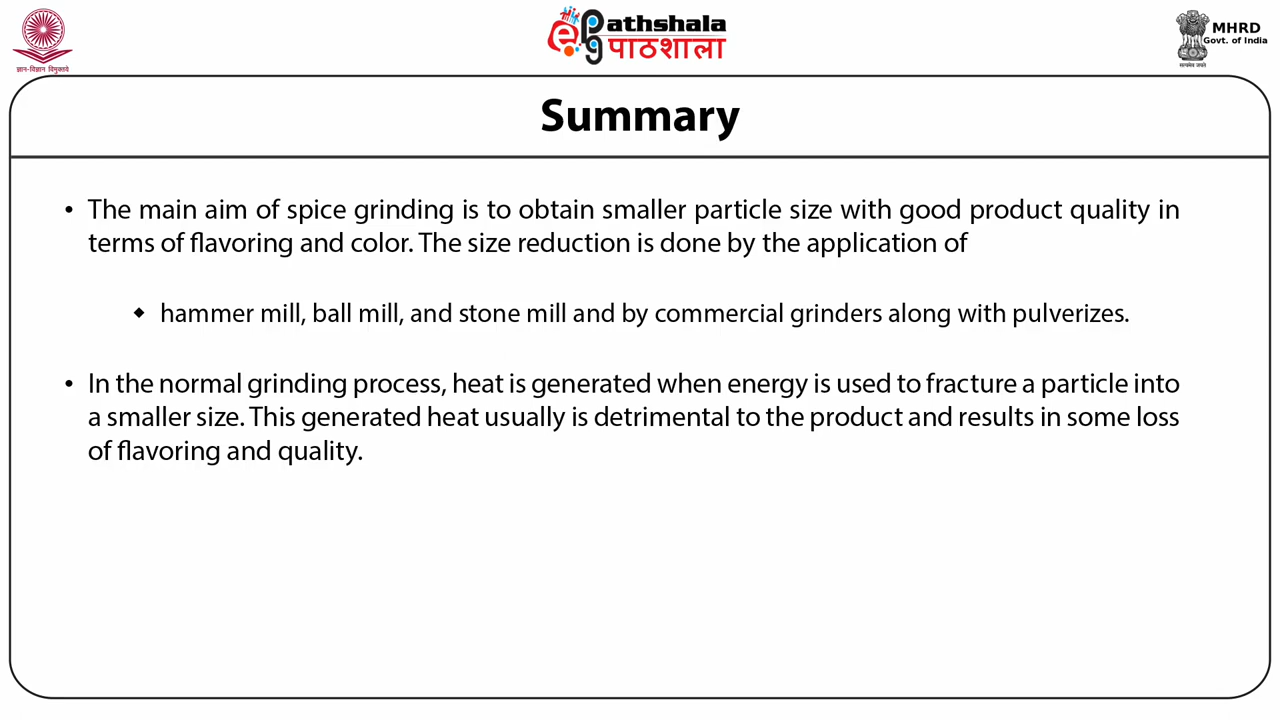 ज्ञान-विज्ञान विमुक्तये
ePathshala
पाठशाला
MHRD
Govt. of India
सत्यमेव जयते
Summary
• The main aim of spice grinding is to obtain smaller particle size with good product quality in
terms of flavoring and color. The size reduction is done by the application of
◆ hammer mill, ball mill, and stone mill and by commercial grinders along with pulverizes.
• In the normal grinding process, heat is generated when energy is used to fracture a particle into
a smaller size. This generated heat usually is detrimental to the product and results in some loss
of flavoring and quality.